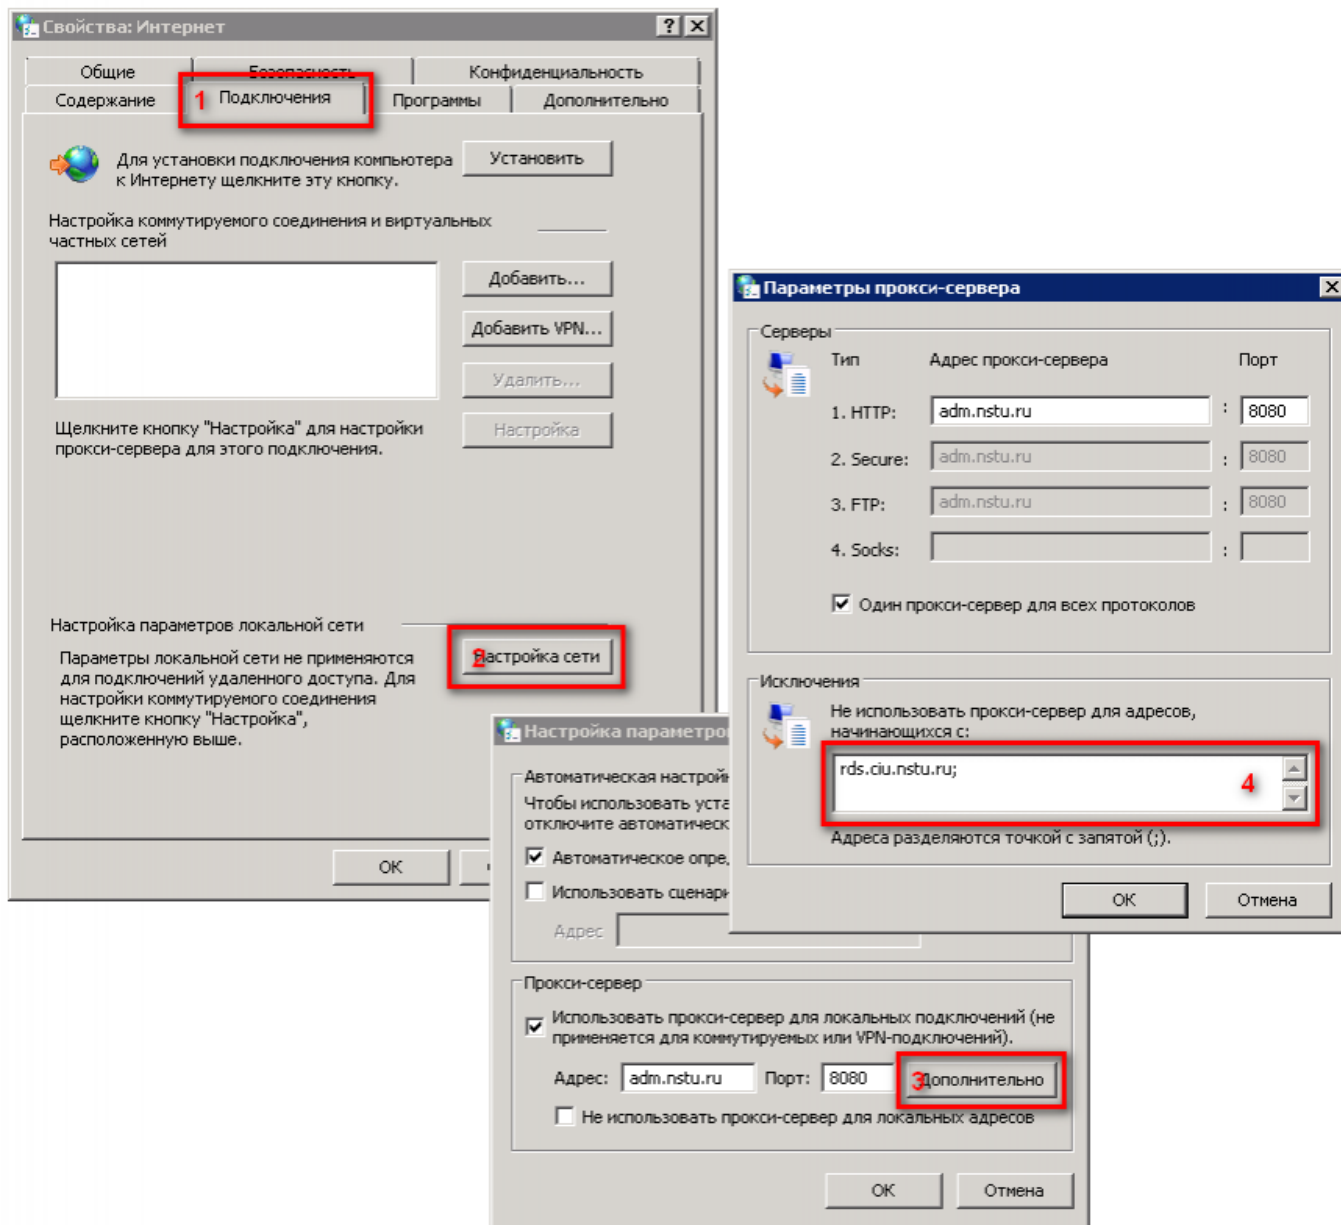 Свойства: Интернет
Общие
Безопасность
Конфиденциальность
Содержание
1 Подключения
Программы
Дополнительно
Для установки подключения компьютера
к Интернету щелкните эту кнопку.
Установить
Настройка коммутируемого соединения и виртуальных
частных сетей
Добавить...
Добавить VPN...
Удалить...
Щелкните кнопку "Настройка" для настройки
прокси-сервера для этого подключения.
Настройка
Настройка параметров локальной сети
Параметры локальной сети не применяются
для подключений удаленного доступа. Для
настройки коммутируемого соединения
щелкните кнопку "Настройка",
расположенную выше.
2 Настройка сети
ОК
Параметры прокси-сервера
Серверы
Тип
Адрес прокси-сервера
Порт
1. HTTP:
adm.nstu.ru
:
8080
2. Secure:
adm.nstu.ru
:
8080
3. FTP:
adm.nstu.ru
:
8080
4. Socks:
:
Один прокси-сервер для всех протоколов
Исключения
Не использовать прокси-сервер для адресов,
начинающихся с:
rds.ciu.nstu.ru;
4
Адреса разделяются точкой с запятой (;).
ОК
Отмена
Настройка
Автоматическая
Чтобы использовать
отключите
Автоматическое
Использовать
Адрес
Прокси-сервер
Использовать прокси-сервер для локальных подключений (не
применяется для коммутируемых или VPN-подключений).
Адрес:
adm.nstu.ru
Порт:
8080
3 Дополнительно
Не использовать прокси-сервер для локальных адресов
ОК
Отмена